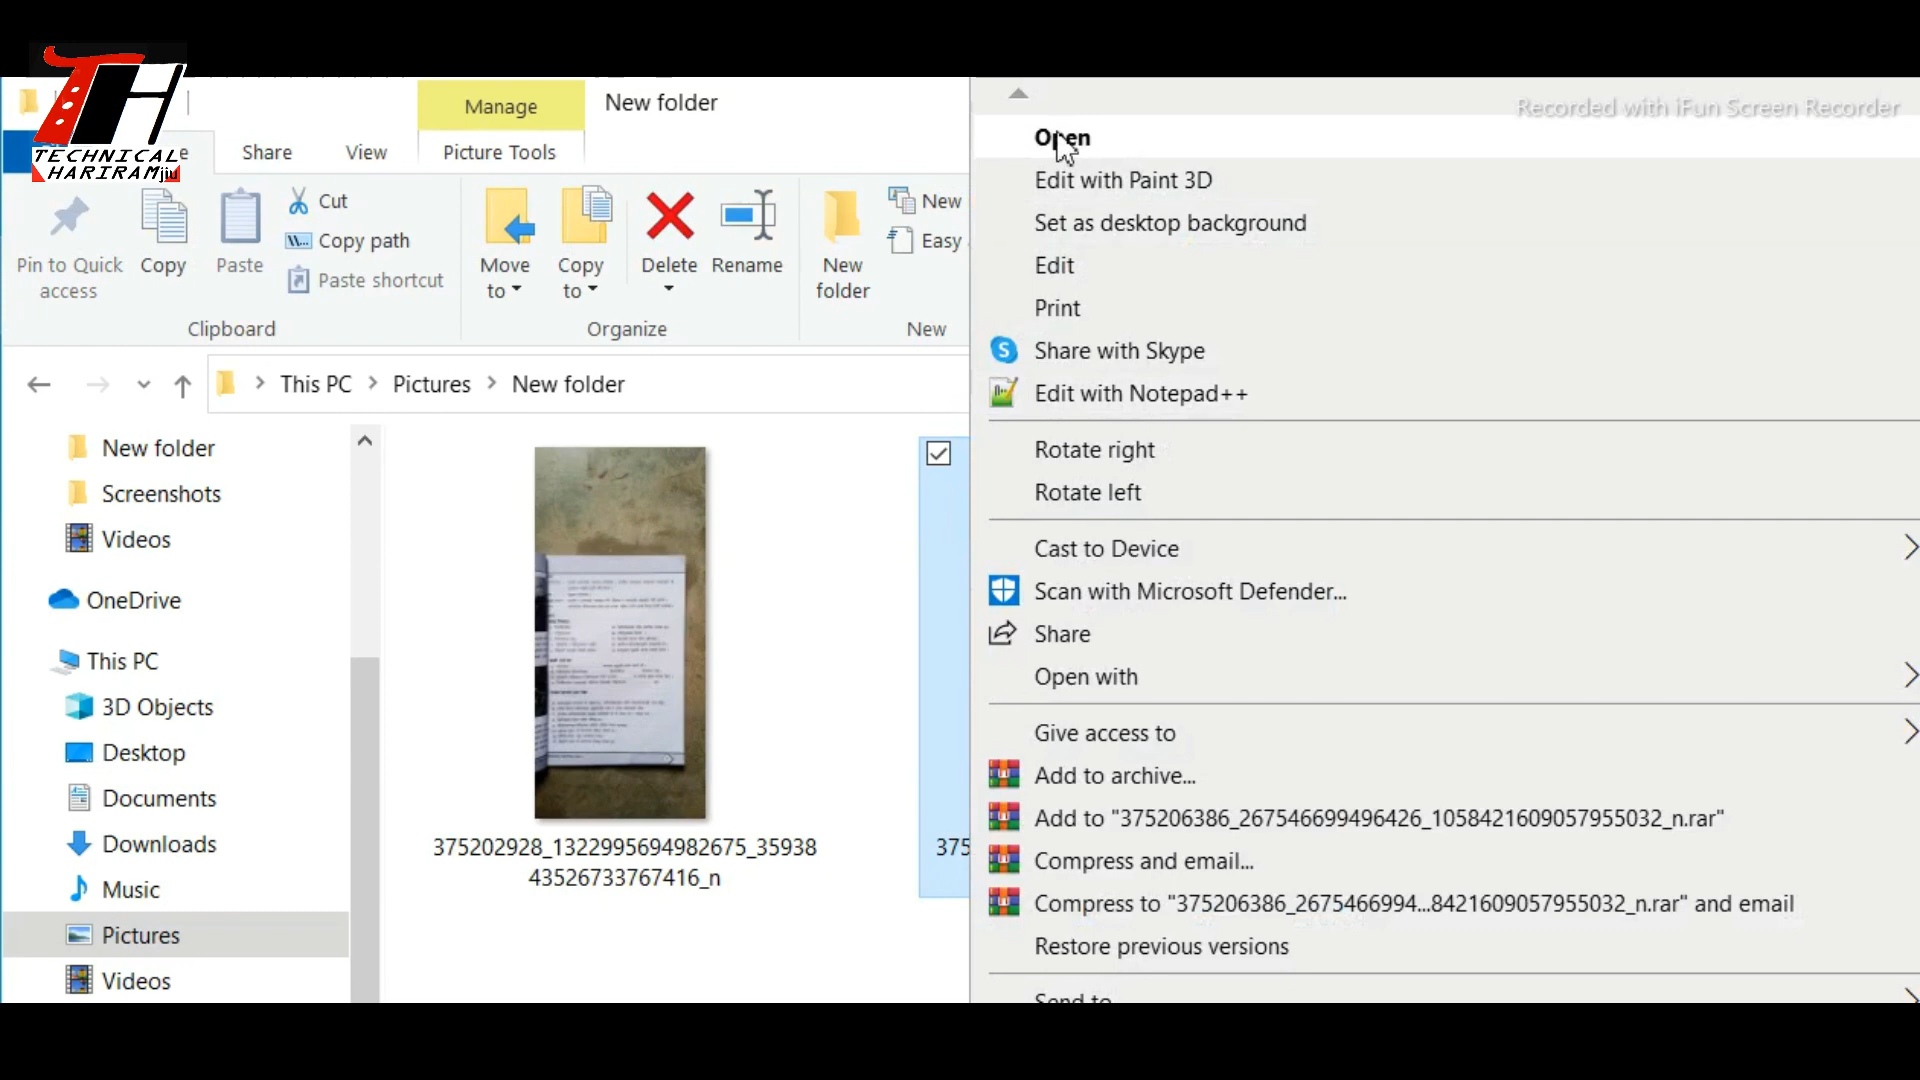 TECHNICAL
HARIRAMjiu
Manage
New folder
Recorded with iFun Screen Recorder
Share
View
Picture Tools
Cut
Copy path
Paste shortcut
Pin to Quick
access
Copy
Paste
Clipboard
Move
to
Copy
to
Delete
Rename
Organize
New
folder
New
Easy
New
This PC
Pictures
New folder
New folder
Screenshots
Videos
OneDrive
This PC
3D Objects
Desktop
Documents
Downloads
Music
Pictures
Videos
375202928_1322995694982675_35938
43526733767416_n
375
Open
Edit with Paint 3D
Set as desktop background
Edit
Print
Share with Skype
Edit with Notepad++
Rotate right
Rotate left
Cast to Device
Scan with Microsoft Defender...
Share
Open with
Give access to
Add to archive...
Add to "375206386_267546699496426_1058421609057955032_n.rar"
Compress and email...
Compress to "375206386_2675466994...8421609057955032_n.rar" and email
Restore previous versions
Send to